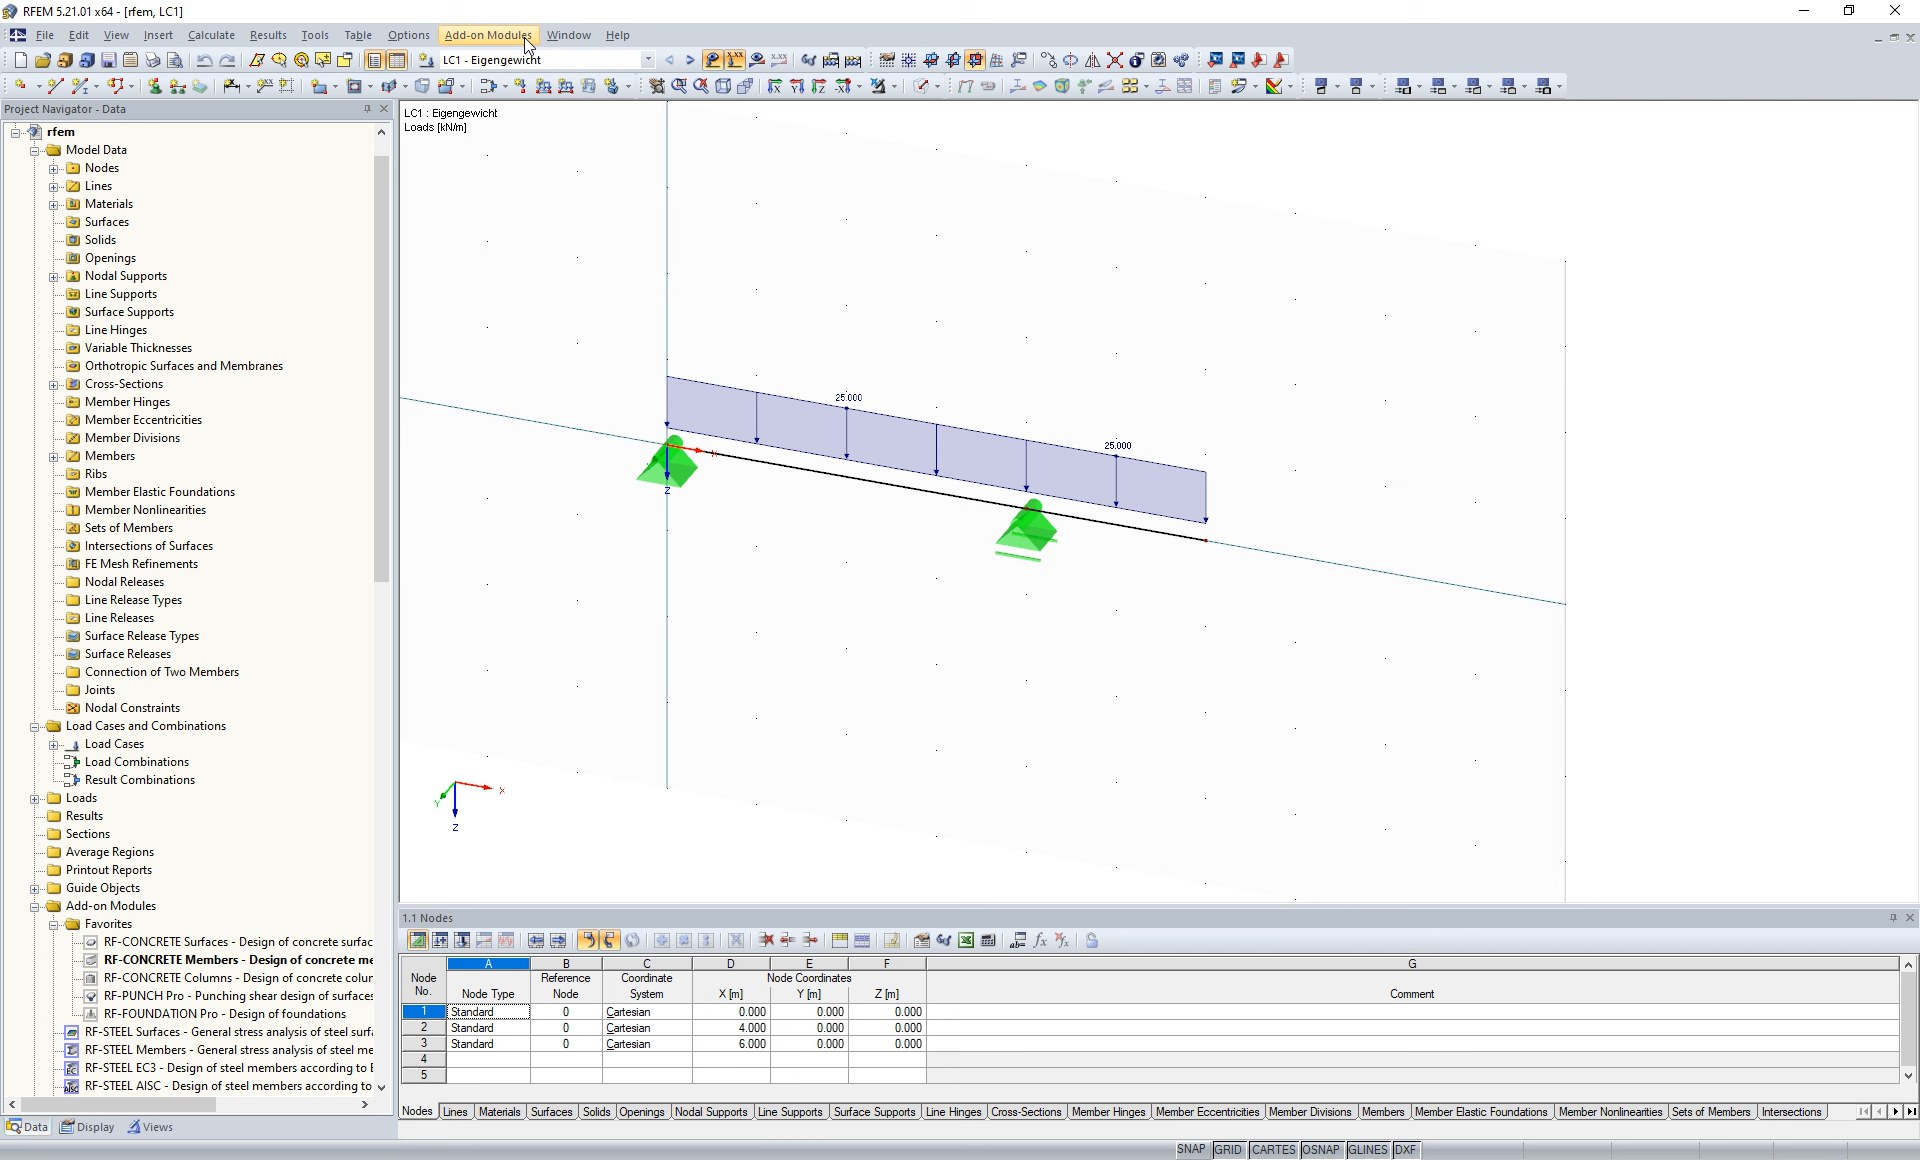 RFEM 5.21.01 x64 - [rfem, LC1]
File Edit View Insert Calculate Results Tools Table Options Add-on Modules Window Help
LC1 - Eigengewicht
Project Navigator - Data
rfem
Model Data
Nodes
Lines
Materials
Surfaces
Solids
Openings
Nodal Supports
Line Supports
Surface Supports
Line Hinges
Variable Thicknesses
Orthotropic Surfaces and Membranes
Cross-Sections
Member Hinges
Member Eccentricities
Member Divisions
Members
Ribs
Member Elastic Foundations
Member Nonlinearities
Sets of Members
Intersections of Surfaces
FE Mesh Refinements
Nodal Releases
Line Release Types
Line Releases
Surface Release Types
Surface Releases
Connection of Two Members
Joints
Nodal Constraints
Load Cases and Combinations
Load Cases
Load Combinations
Result Combinations
Loads
Results
Sections
Average Regions
Printout Reports
Guide Objects
Add-on Modules
Favorites
RF-CONCRETE Surfaces - Design of concrete surfac
RF-CONCRETE Members - Design of concrete me
RF-CONCRETE Columns - Design of concrete colur
RF-PUNCH Pro - Punching shear design of surfaces
RF-FOUNDATION Pro - Design of foundations
RF-STEEL Surfaces - General stress analysis of steel surfa
RF-STEEL Members - General stress analysis of steel me
RF-STEEL EC3 - Design of steel members according to E
RF-STEEL AISC - Design of steel members according to
Data Display Views
LC1 : Eigengewicht
Loads [kN/m]
25.000
25.000
X
Z
X
Y
Z
1.1 Nodes
A B C D E F G
Node Reference Coordinate Node Coordinates
No. Node Type Node System X [m] Y [m] Z [m] Comment
1 Standard 0 Cartesian 0.000 0.000 0.000
2 Standard 0 Cartesian 4.000 0.000 0.000
3 Standard 0 Cartesian 6.000 0.000 0.000
4
5
Nodes Lines Materials Surfaces Solids Openings Nodal Supports Line Supports Surface Supports Line Hinges Cross-Sections Member Hinges Member Eccentricities Member Divisions Members Member Elastic Foundations Member Nonlinearities Sets of Members Intersections
SNAP GRID CARTES OSNAP GLINES DXF